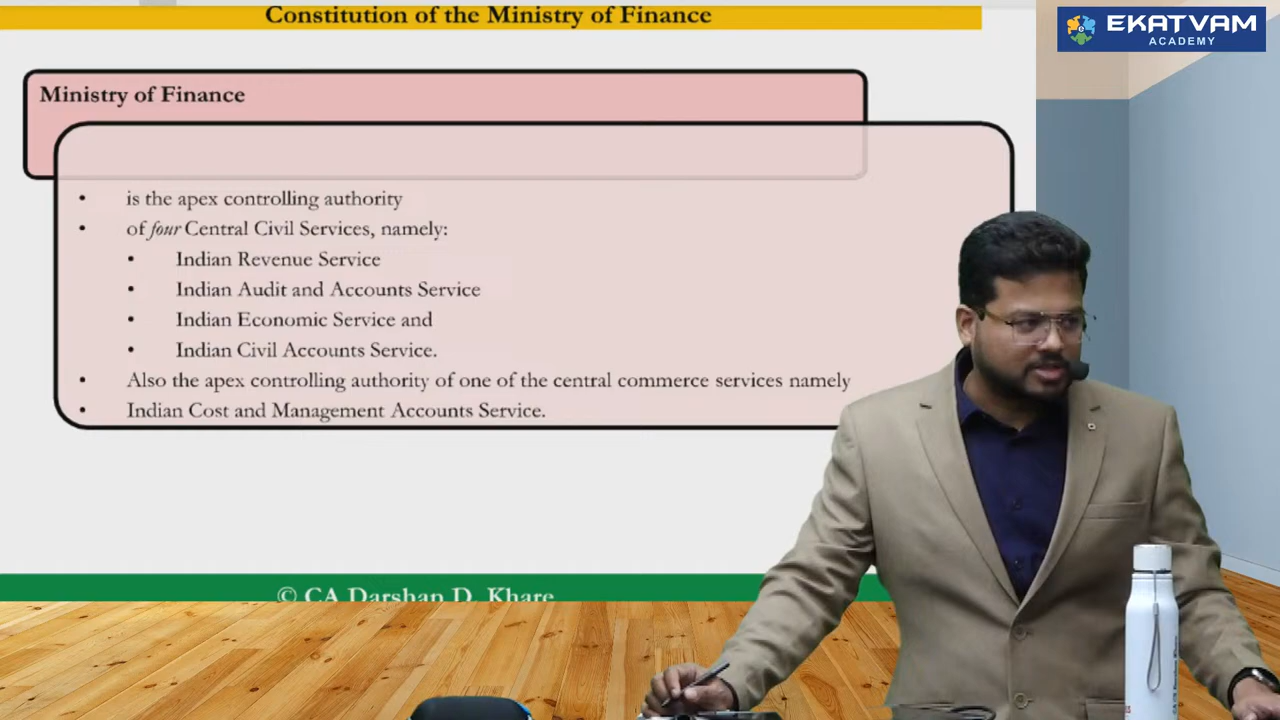 Constitution of the Ministry of Finance
EKATVAM
ACADEMY
Ministry of Finance
• is the apex controlling authority
• of four Central Civil Services, namely:
• Indian Revenue Service
• Indian Audit and Accounts Service
• Indian Economic Service and
• Indian Civil Accounts Service.
• Also the apex controlling authority of one of the central commerce services namely
• Indian Cost and Management Accounts Service.
© CA Darshan D. Khare